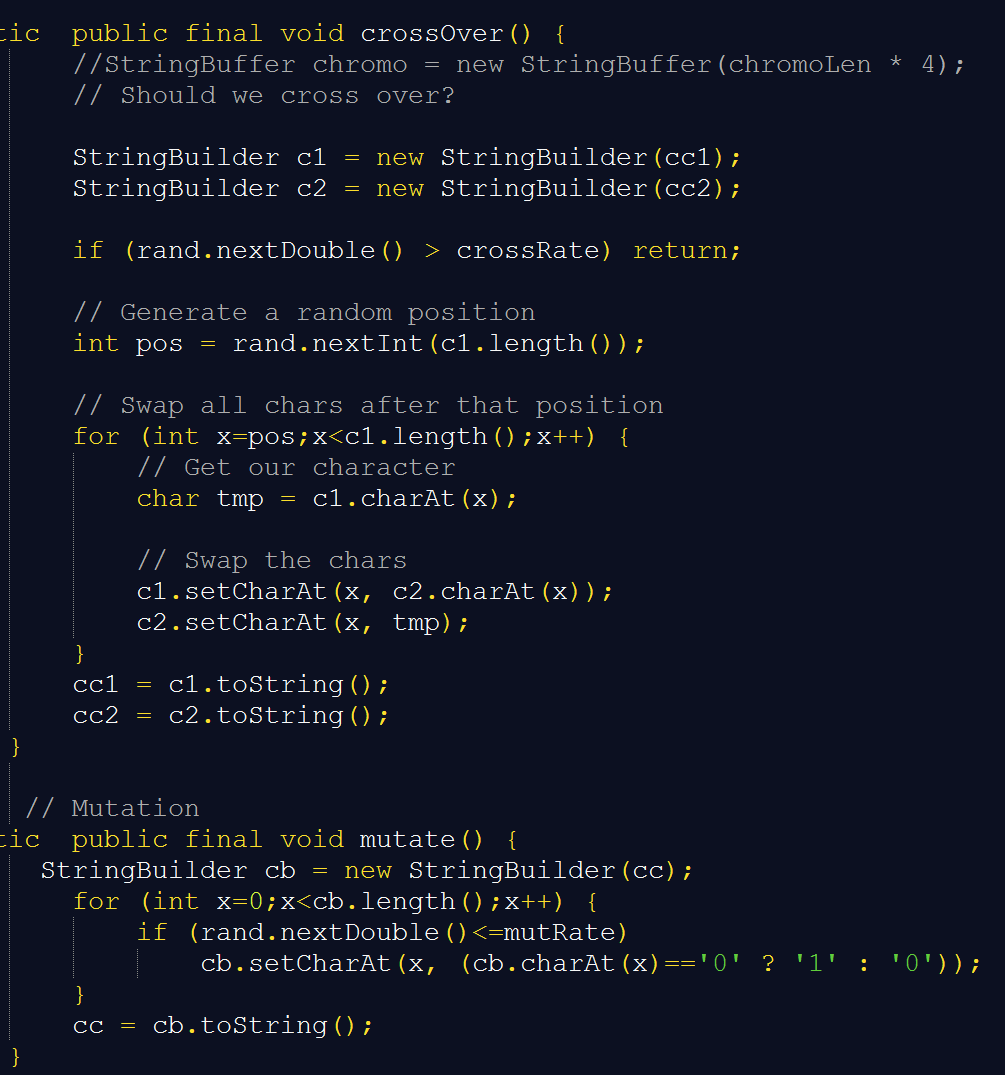 tic  public final void crossOver() {
//StringBuffer chromo = new StringBuffer(chromoLen * 4);
// Should we cross over?
StringBuilder c1 = new StringBuilder(cc1);
StringBuilder c2 = new StringBuilder(cc2);
if (rand.nextDouble() > crossRate) return;
// Generate a random position
int pos = rand.nextInt(c1.length());
// Swap all chars after that position
for (int x=pos;x<c1.length();x++) {
// Get our character
char tmp = c1.charAt(x);
// Swap the chars
c1.setCharAt(x, c2.charAt(x));
c2.setCharAt(x, tmp);
}
cc1 = c1.toString();
cc2 = c2.toString();
}
// Mutation
tic  public final void mutate() {
StringBuilder cb = new StringBuilder(cc);
for (int x=0;x<cb.length();x++) {
if (rand.nextDouble()<=mutRate)
cb.setCharAt(x, (cb.charAt(x)=='0' ? '1' : '0'));
}
cc = cb.toString();
}